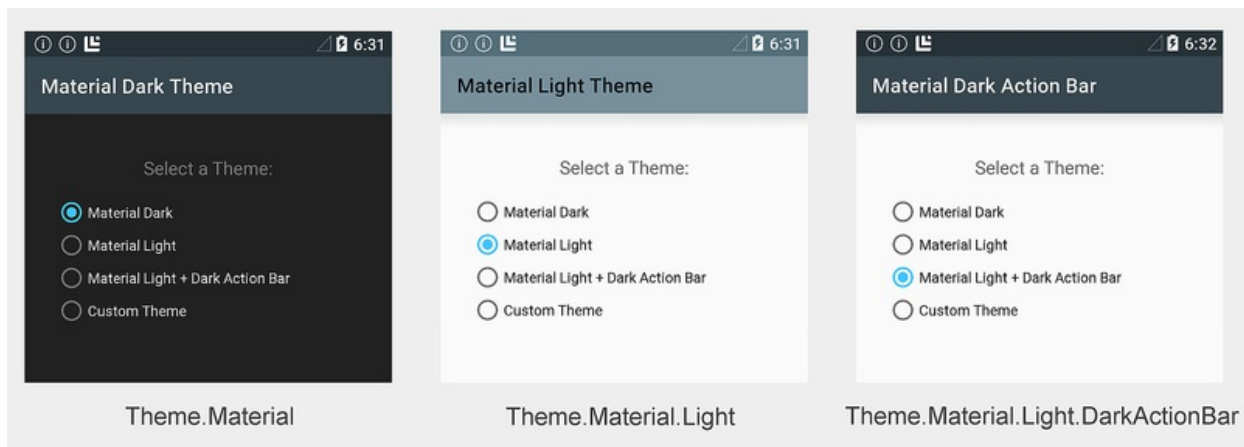 6:31
Material Dark Theme
Select a Theme:
Material Dark
Material Light
Material Light + Dark Action Bar
Custom Theme
Theme.Material
6:31
Material Light Theme
Select a Theme:
Material Dark
Material Light
Material Light + Dark Action Bar
Custom Theme
Theme.Material.Light
6:32
Material Dark Action Bar
Select a Theme:
Material Dark
Material Light
Material Light + Dark Action Bar
Custom Theme
Theme.Material.Light.DarkActionBar